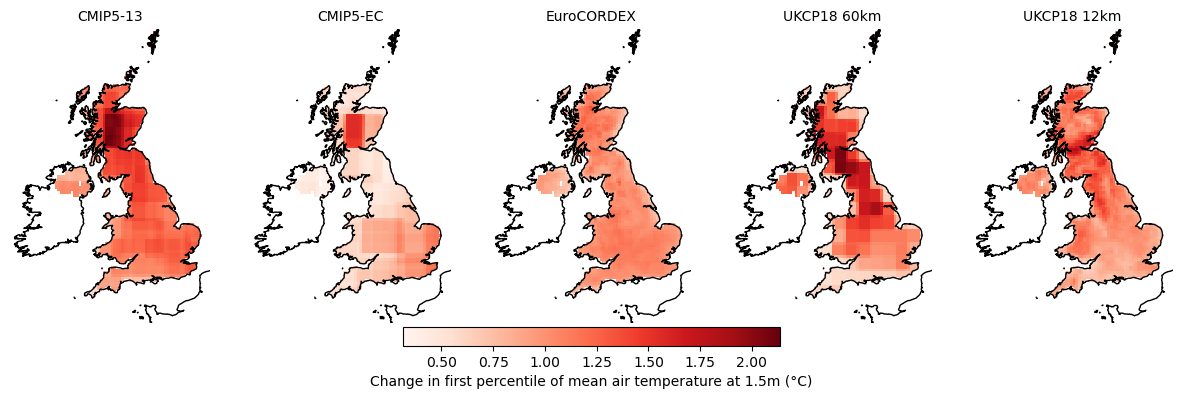 CMIP5-13 CMIP5-EC EuroCORDEX UKCP18 60km UKCP18 12km
0.50 0.75 1.00 1.25 1.50 1.75 2.00
Change in first percentile of mean air temperature at 1.5m (°C)